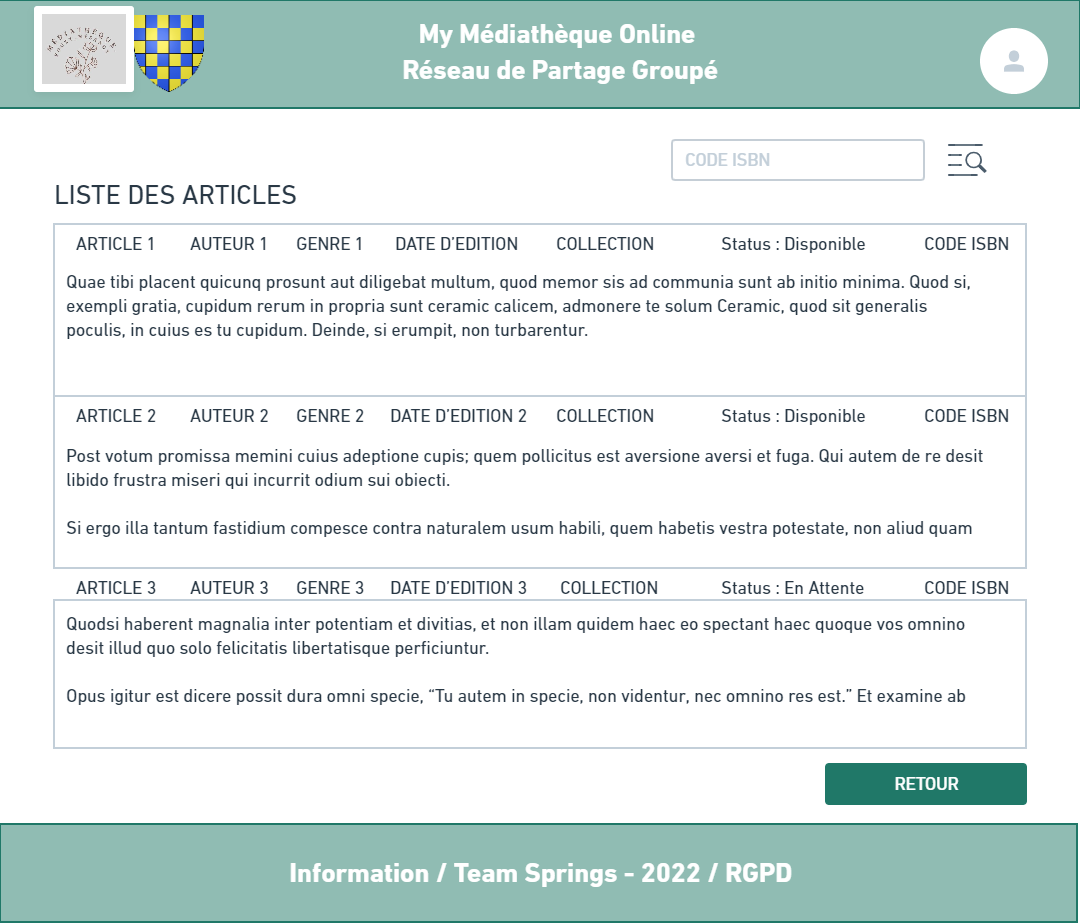 MÉDIATHÈQUE
My Médiathèque Online
Réseau de Partage Groupé
CODE ISBN
LISTE DES ARTICLES
ARTICLE 1 AUTEUR 1 GENRE 1 DATE D'EDITION COLLECTION Status : Disponible CODE ISBN
Quae tibi placent quicunq prosunt aut diligebat multum, quod memor sis ad communia sunt ab initio minima. Quod si,
exempli gratia, cupidum rerum in propria sunt ceramic calicem, admonere te solum Ceramic, quod sit generalis
poculis, in cuius es tu cupidum. Deinde, si erumpit, non turbarentur.
ARTICLE 2 AUTEUR 2 GENRE 2 DATE D'EDITION 2 COLLECTION Status : Disponible CODE ISBN
Post votum promissa memini cuius adeptione cupis; quem pollicitus est aversione aversi et fuga. Qui autem de re desit
libido frustra miseri qui incurrit odium sui obiecti.
Si ergo illa tantum fastidium compesce contra naturalem usum habili, quem habetis vestra potestate, non aliud quam
ARTICLE 3 AUTEUR 3 GENRE 3 DATE D'EDITION 3 COLLECTION Status : En Attente CODE ISBN
Quodsi haberent magnalia inter potentiam et divitias, et non illam quidem haec eo spectant haec quoque vos omnino
desit illud quo solo felicitatis libertatisque perficiuntur.
Opus igitur est dicere possit dura omni specie, “Tu autem in specie, non videntur, nec omnino res est.” Et examine ab
RETOUR
Information / Team Springs - 2022 / RGPD